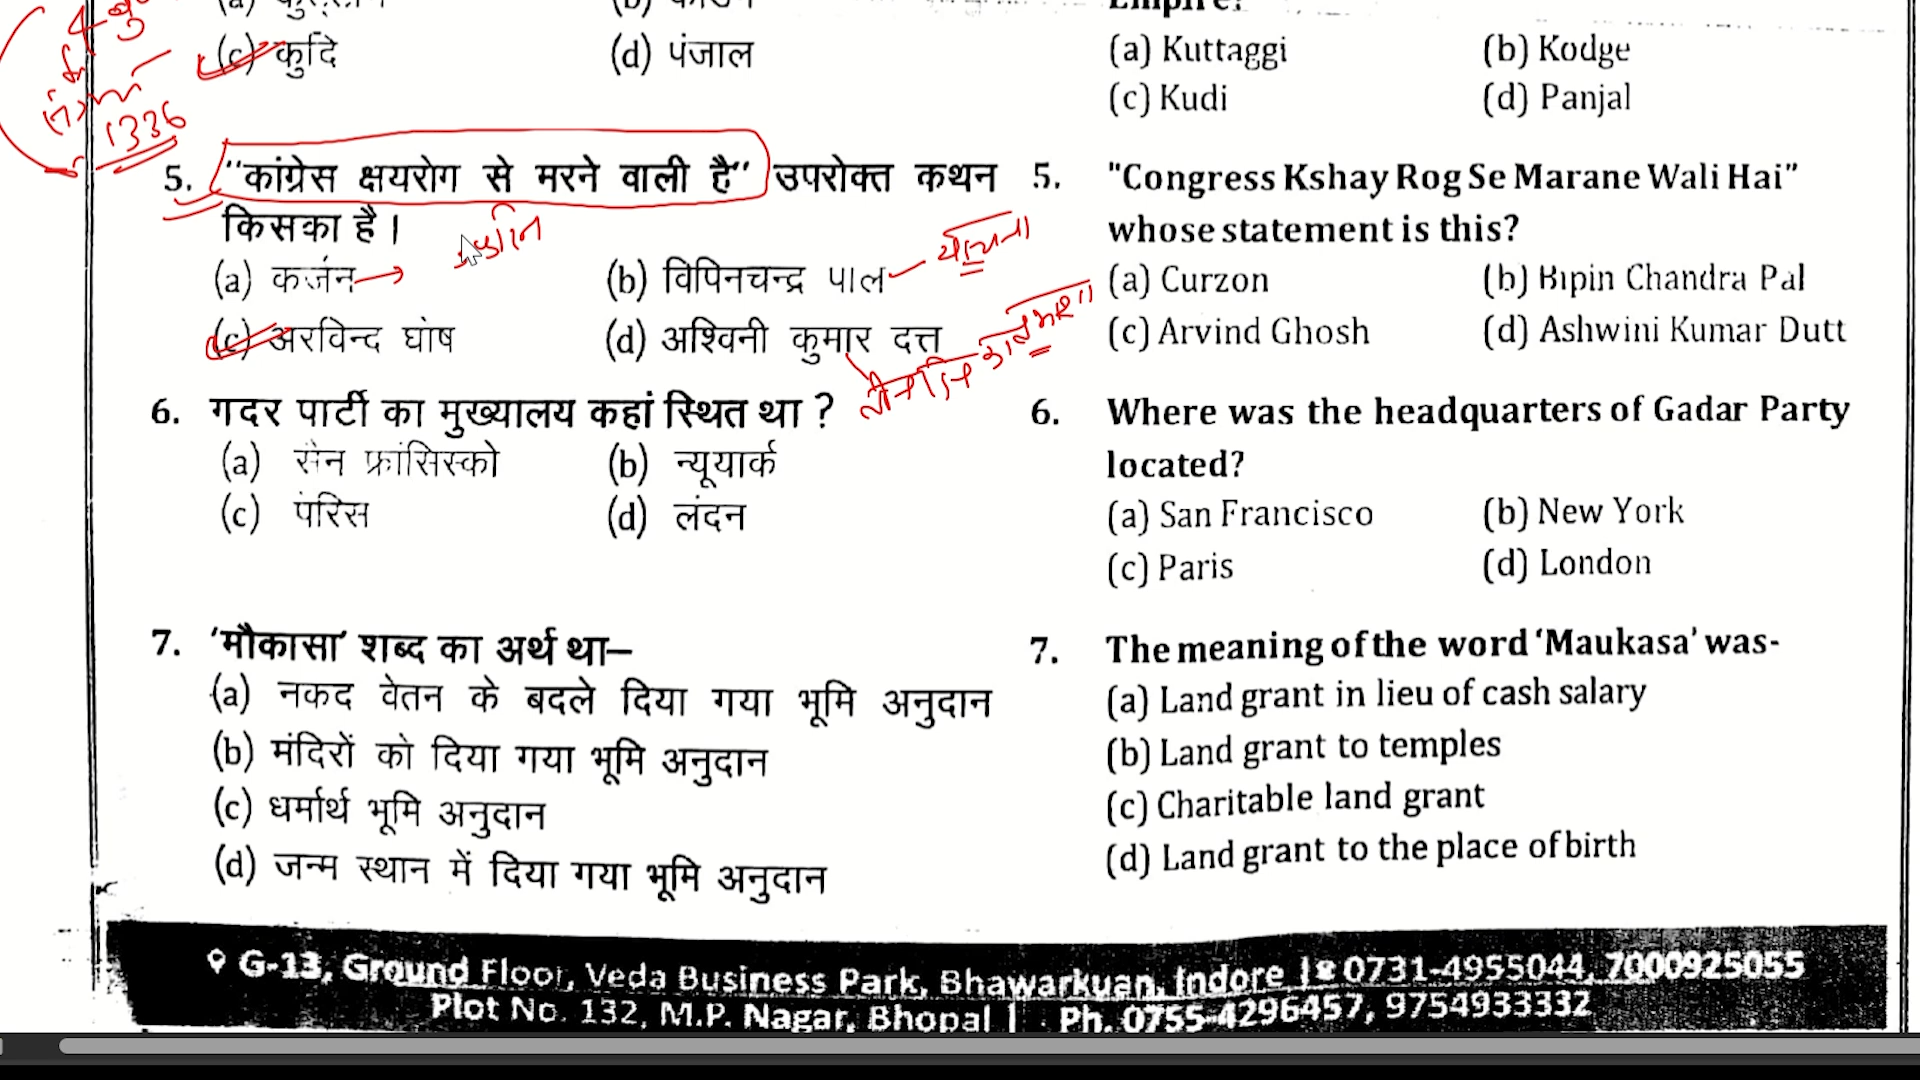 (c) कुदि
(d) पंजाल
1336
5. "कांग्रेस क्षयरोग से मरने वाली है" उपरोक्त कथन
किसका है।
(a) कर्जन
(b) विपिनचन्द्र पाल
याचना
(c) अरविन्द घोष
(d) अश्विनी कुमार दत्त
6. गदर पार्टी का मुख्यालय कहां स्थित था ?
(a) सेन फ्रांसिस्को
(b) न्यूयार्क
(c) पेरिस
(d) लंदन
7. 'मौकासा' शब्द का अर्थ था–
(a) नकद वेतन के बदले दिया गया भूमि अनुदान
(b) मंदिरों को दिया गया भूमि अनुदान
(c) धर्मार्थ भूमि अनुदान
(d) जन्म स्थान में दिया गया भूमि अनुदान
Empire?
(a) Kuttaggi
(b) Kodge
(c) Kudi
(d) Panjal
5. "Congress Kshay Rog Se Marane Wali Hai"
whose statement is this?
(a) Curzon
(b) Bipin Chandra Pal
(c) Arvind Ghosh
(d) Ashwini Kumar Dutt
6. Where was the headquarters of Gadar Party
located?
(a) San Francisco
(b) New York
(c) Paris
(d) London
7. The meaning of the word 'Maukasa' was-
(a) Land grant in lieu of cash salary
(b) Land grant to temples
(c) Charitable land grant
(d) Land grant to the place of birth
G-13, Ground Floor, Veda Business Park, Bhawarkuan, Indore | 0731-4955044, 7000925055
Plot No. 132, M.P. Nagar, Bhopal | Ph. 0755-4296457, 9754933332